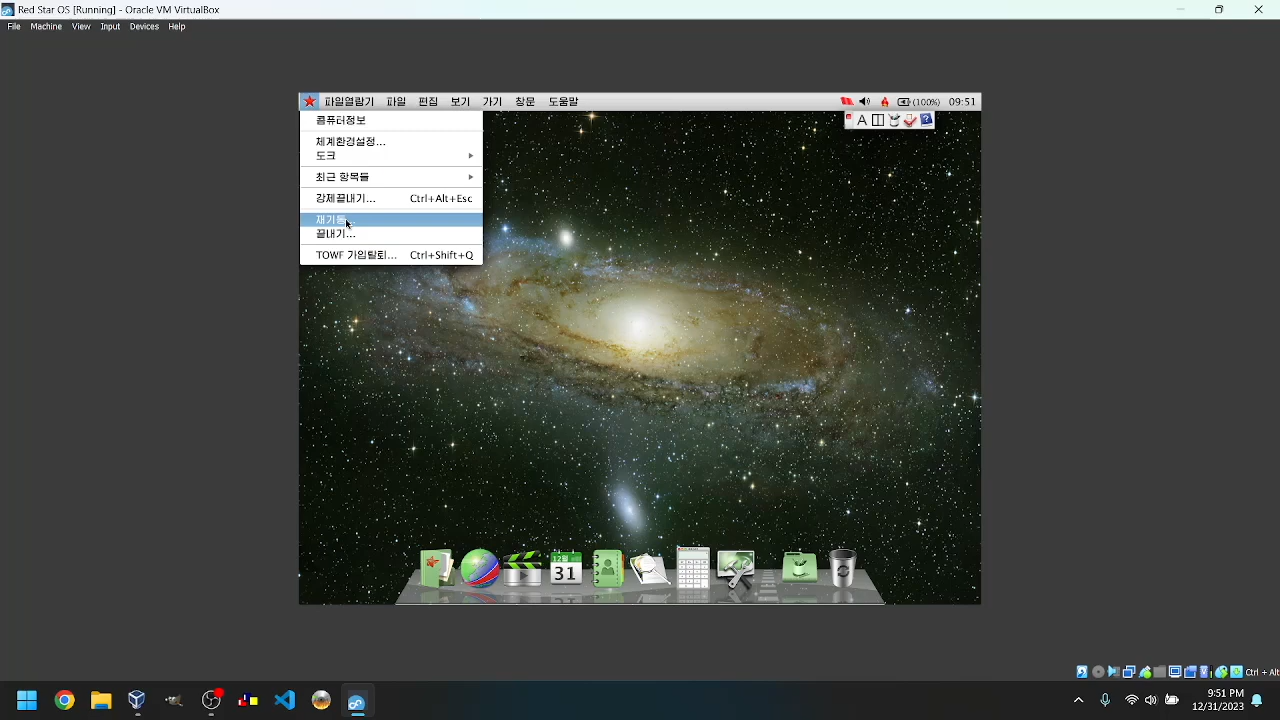 Red Star OS [Running] - Oracle VM VirtualBox
File Machine View Input Devices Help
파일열람기 파일 편집 보기 가기 창문 도움말 (100%) 09:51
콤퓨터정보
체계환경설정...
도크
최근 항목들
강제끝내기... Ctrl+Alt+Esc
재기동...
끝내기...
TOWF 가입탈퇴... Ctrl+Shift+Q
A
12월
31
Ctrl + Alt
9:51 PM
12/31/2023